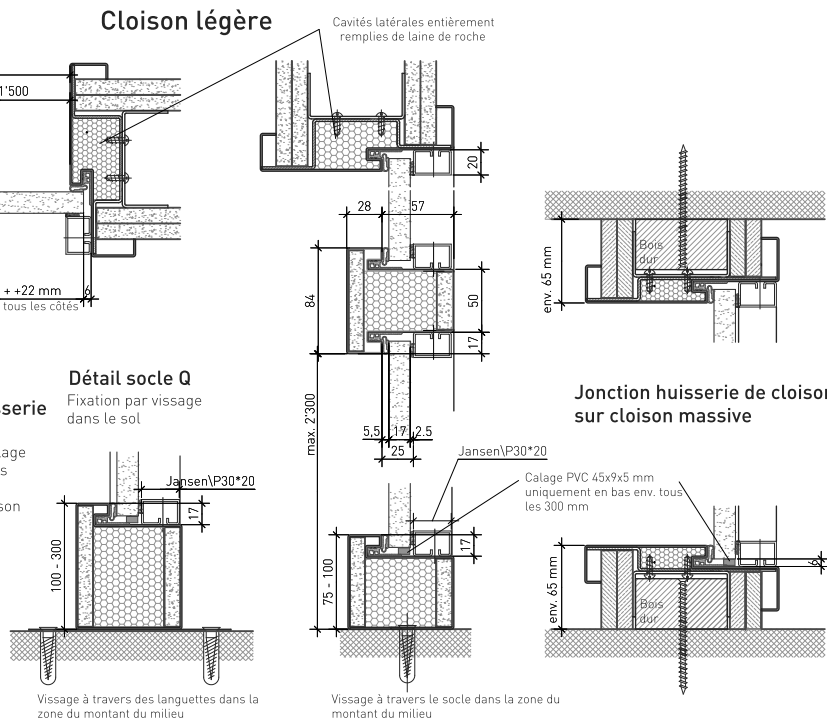 Cloison légère
Cavités latérales entièrement
remplies de laine de roche
1'500
20
28
57
Bois
dur
env. 65 mm
84
50
+ ++22 mm
6
tous les côtés
17
Détail socle Q
Fixation par vissage
dans le sol
serie
Jonction huisserie de cloison
sur cloison massive
max. 2'300
5,5
17
2.5
25
lage
s
son
Jansen\P30*20
Jansen\P30*20
Calage PVC 45x9x5 mm
uniquement en bas env. tous
les 300 mm
17
100 - 300
17
75 - 100
env. 65 mm
6
Bois
dur
Vissage à travers des languettes dans la
zone du montant du milieu
Vissage à travers le socle dans la zone du
montant du milieu